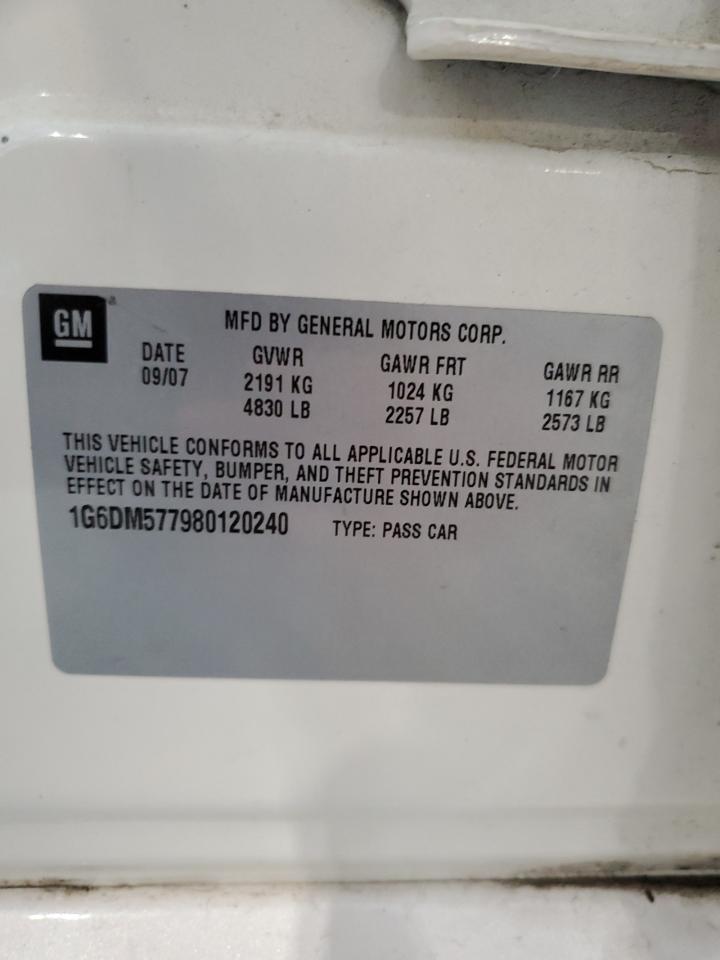 GM
MFD BY GENERAL MOTORS CORP.
DATE GVWR GAWR FRT GAWR RR
09/07 2191 KG 1024 KG 1167 KG
4830 LB 2257 LB 2573 LB
THIS VEHICLE CONFORMS TO ALL APPLICABLE U.S. FEDERAL MOTOR
VEHICLE SAFETY, BUMPER, AND THEFT PREVENTION STANDARDS IN
EFFECT ON THE DATE OF MANUFACTURE SHOWN ABOVE.
1G6DM577980120240 TYPE: PASS CAR